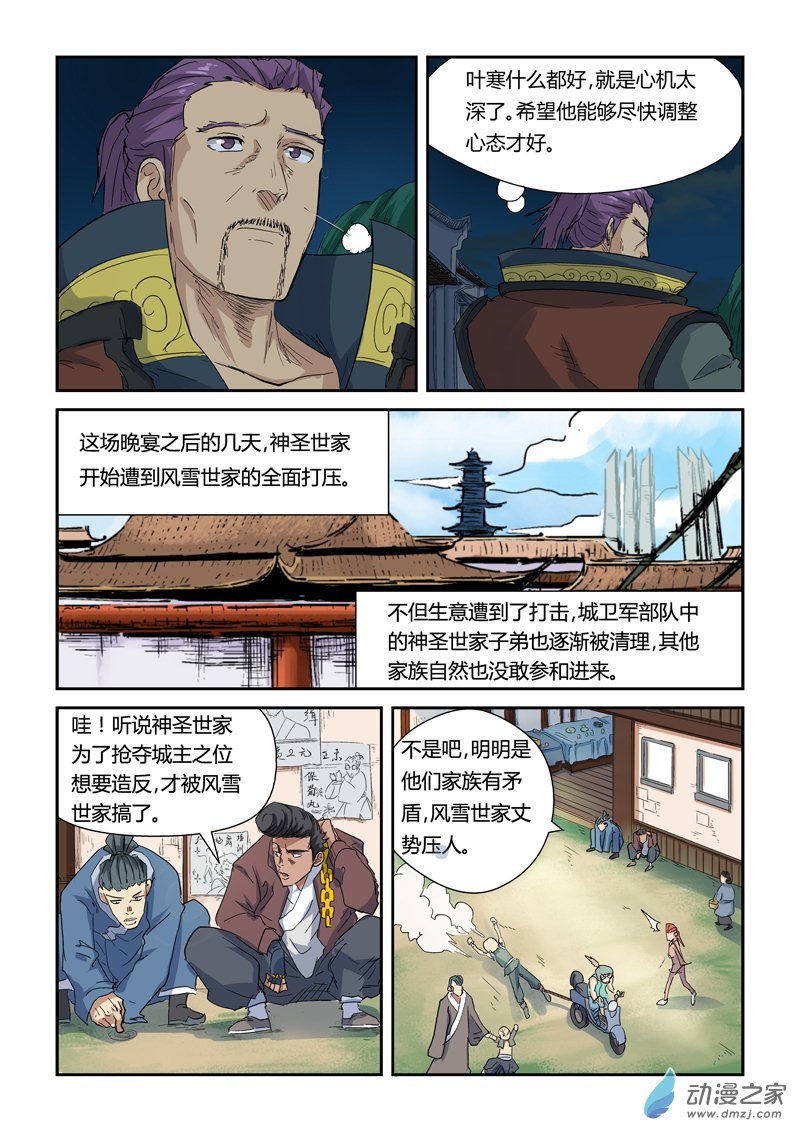 叶寒什么都好，就是心机太
深了。希望他能够尽快调整
心态才好。
这场晚宴之后的几天，神圣世家
开始遭到风雪世家的全面打压。
不但生意遭到了打击，城卫军部队中
的神圣世家子弟也逐渐被清理，其他
家族自然也没敢参和进来。
哇！听说神圣世家
为了抢夺城主之位
想要造反，才被风雪
世家搞了。
不是吧，明明是
他们家族有矛
盾，风雪世家丈
势压人。
动漫之家
www.dmzj.com